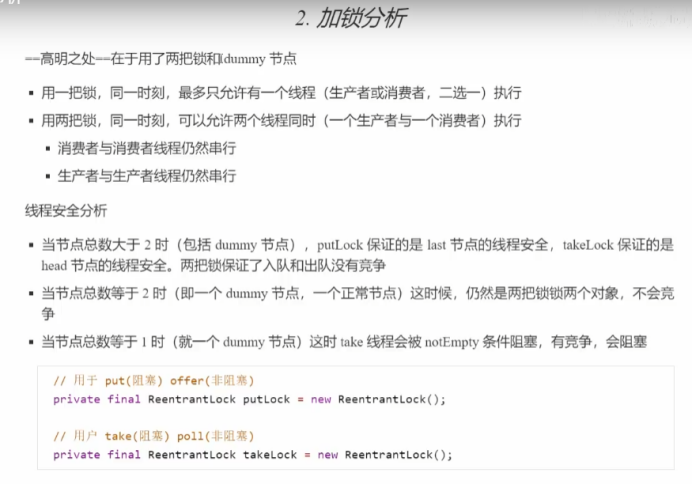 2. 加锁分析
==高明之处==在于用了两把锁和dummy 节点
▪ 用一把锁，同一时刻，最多只允许有一个线程（生产者或消费者，二选一）执行
▪ 用两把锁，同一时刻，可以允许两个线程同时（一个生产者与一个消费者）执行
▪ 消费者与消费者线程仍然串行
▪ 生产者与生产者线程仍然串行
线程安全分析
▪ 当节点总数大于 2 时（包括 dummy 节点），putLock 保证的是 last 节点的线程安全，takeLock 保证的是
head 节点的线程安全。两把锁保证了入队和出队没有竞争
▪ 当节点总数等于 2 时（即一个 dummy 节点，一个正常节点）这时候，仍然是两把锁锁两个对象，不会竞
争
▪ 当节点总数等于 1 时（就一个 dummy 节点）这时 take 线程会被 notEmpty 条件阻塞，有竞争，会阻塞
// 用于 put(阻塞) offer(非阻塞)
private final ReentrantLock putLock = new ReentrantLock();
// 用户 take(阻塞) poll(非阻塞)
private final ReentrantLock takeLock = new ReentrantLock();